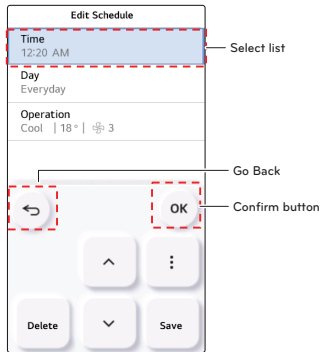 Edit Schedule
Time
12:20 AM
Select list
Day
Everyday
Operation
Cool | 18° | 3
Go Back
OK
Confirm button
Delete
Save